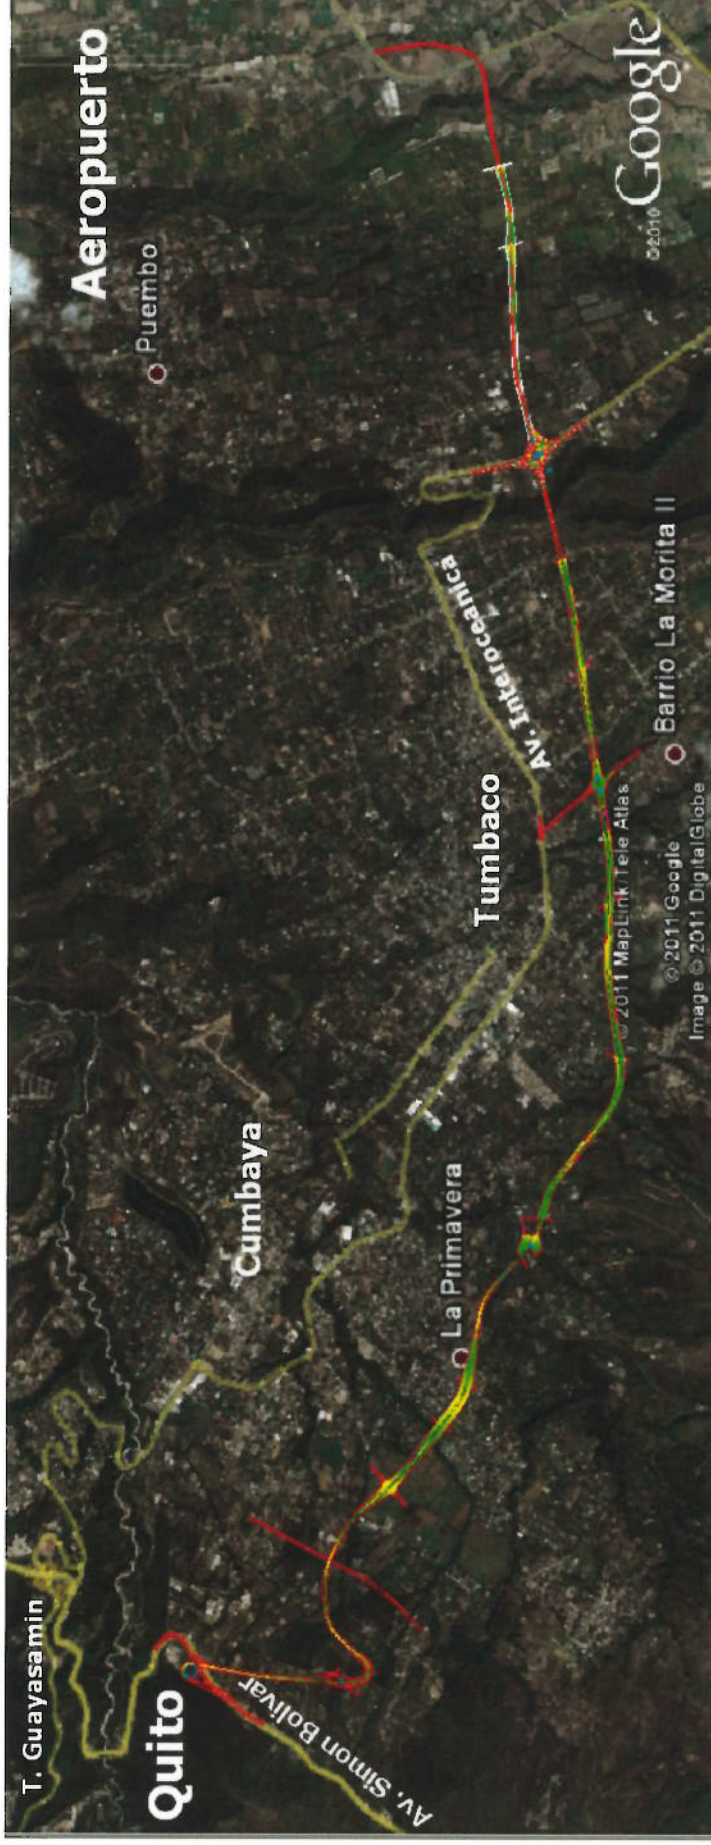 T. Guayasamin
Quito
Av. Simon Bolivar
Cumbaya
La Primavera
Tumbaco
Av. Interoceanica
Barrio La Morita II
Puembo
Aeropuerto
© 2011 MapLink/Tele Atlas
© 2011 Google
Image © 2011 DigitalGlobe
©2010 Google